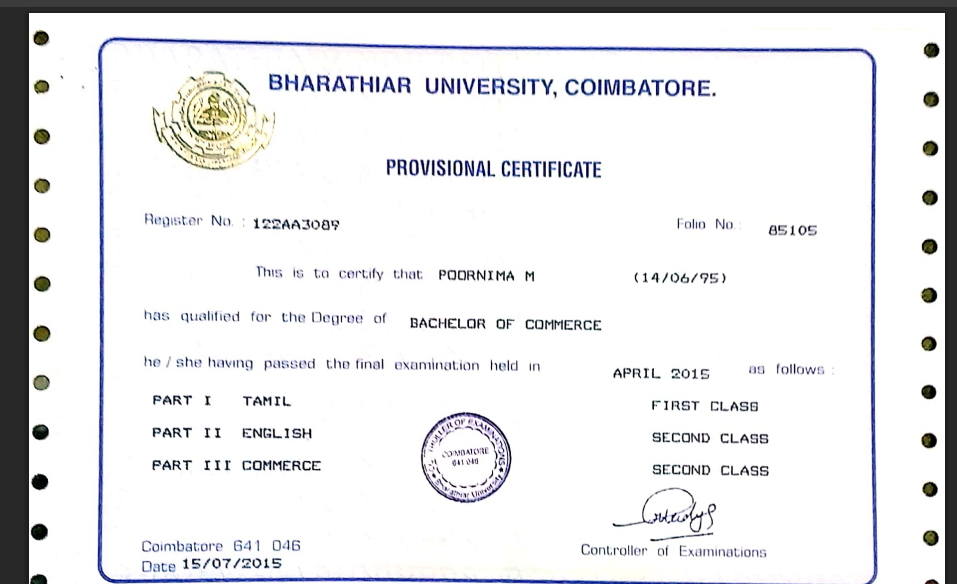 BHARATHIAR UNIVERSITY, COIMBATORE.
PROVISIONAL CERTIFICATE
Register No. : 122AA3089 Folio No.: 85105
This is to certify that POORNIMA M (14/06/95)
has qualified for the Degree of BACHELOR OF COMMERCE
he / she having passed the final examination held in APRIL 2015 as follows :
PART I TAMIL FIRST CLASS
PART II ENGLISH SECOND CLASS
PART III COMMERCE SECOND CLASS
COIMBATORE
641 046
Bharathiar University
Controller of Examinations
Coimbatore 641 046
Date 15/07/2015